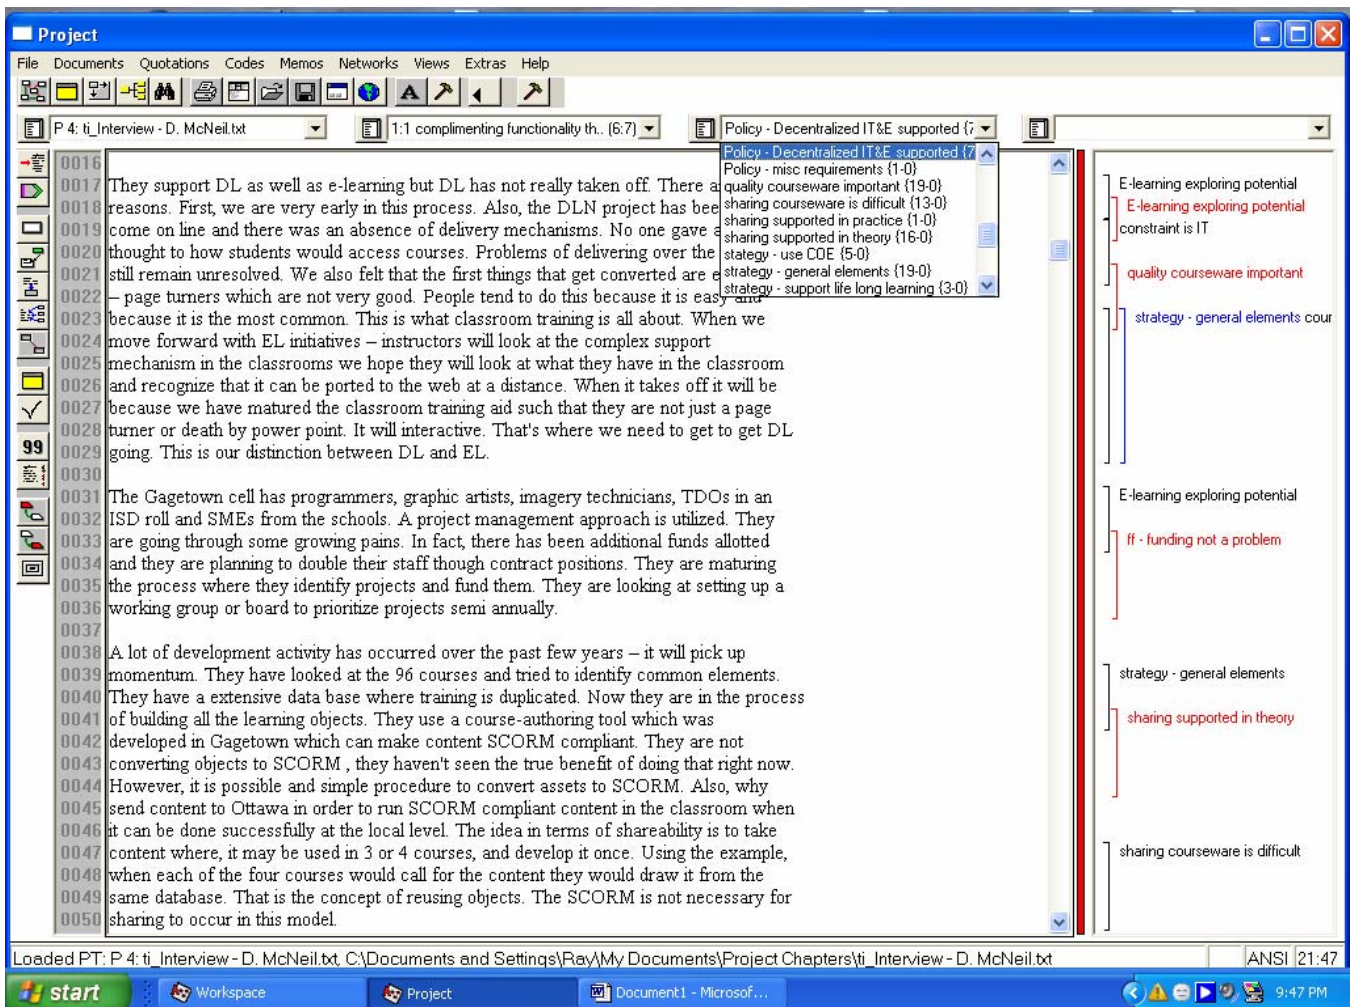 Project
File Documents Quotations Codes Memos Networks Views Extras Help
A
P 4: ti_Interview - D. McNeil.txt 1:1 complimenting functionality th.. (6:7) Policy - Decentralized IT&E supported {7
Policy - Decentralized IT&E supported {7
Policy - misc requirements {1-0}
quality courseware important {19-0}
sharing courseware is difficult {13-0}
sharing supported in practice {1-0}
sharing supported in theory {16-0}
stategy - use COE {5-0}
strategy - general elements {19-0}
strategy - support life long learning {3-0}
99
0016
0017 They support DL as well as e-learning but DL has not really taken off. There a
0018 reasons. First, we are very early in this process. Also, the DLN project has bee
0019 come on line and there was an absence of delivery mechanisms. No one gave a
0020 thought to how students would access courses. Problems of delivering over the
0021 still remain unresolved. We also felt that the first things that get converted are e
0022 – page turners which are not very good. People tend to do this because it is easy and
0023 because it is the most common. This is what classroom training is all about. When we
0024 move forward with EL initiatives – instructors will look at the complex support
0025 mechanism in the classrooms we hope they will look at what they have in the classroom
0026 and recognize that it can be ported to the web at a distance. When it takes off it will be
0027 because we have matured the classroom training aid such that they are not just a page
0028 turner or death by power point. It will interactive. That's where we need to get to get DL
0029 going. This is our distinction between DL and EL.
0030
0031 The Gagetown cell has programmers, graphic artists, imagery technicians, TDOs in an
0032 ISD roll and SMEs from the schools. A project management approach is utilized. They
0033 are going through some growing pains. In fact, there has been additional funds allotted
0034 and they are planning to double their staff though contract positions. They are maturing
0035 the process where they identify projects and fund them. They are looking at setting up a
0036 working group or board to prioritize projects semi annually.
0037
0038 A lot of development activity has occurred over the past few years – it will pick up
0039 momentum. They have looked at the 96 courses and tried to identify common elements.
0040 They have a extensive data base where training is duplicated. Now they are in the process
0041 of building all the learning objects. They use a course-authoring tool which was
0042 developed in Gagetown which can make content SCORM compliant. They are not
0043 converting objects to SCORM , they haven't seen the true benefit of doing that right now.
0044 However, it is possible and simple procedure to convert assets to SCORM. Also, why
0045 send content to Ottawa in order to run SCORM compliant content in the classroom when
0046 it can be done successfully at the local level. The idea in terms of shareability is to take
0047 content where, it may be used in 3 or 4 courses, and develop it once. Using the example,
0048 when each of the four courses would call for the content they would draw it from the
0049 same database. That is the concept of reusing objects. The SCORM is not necessary for
0050 sharing to occur in this model.
E-learning exploring potential
E-learning exploring potential
constraint is IT
quality courseware important
strategy - general elements cour
E-learning exploring potential
ff - funding not a problem
strategy - general elements
sharing supported in theory
sharing courseware is difficult
Loaded PT: P 4: ti_Interview - D. McNeil.txt, C:\Documents and Settings\Ray\My Documents\Project Chapters\ti_Interview - D. McNeil.txt ANSI 21:47
start Workspace Project Document1 - Microsof... 9:47 PM